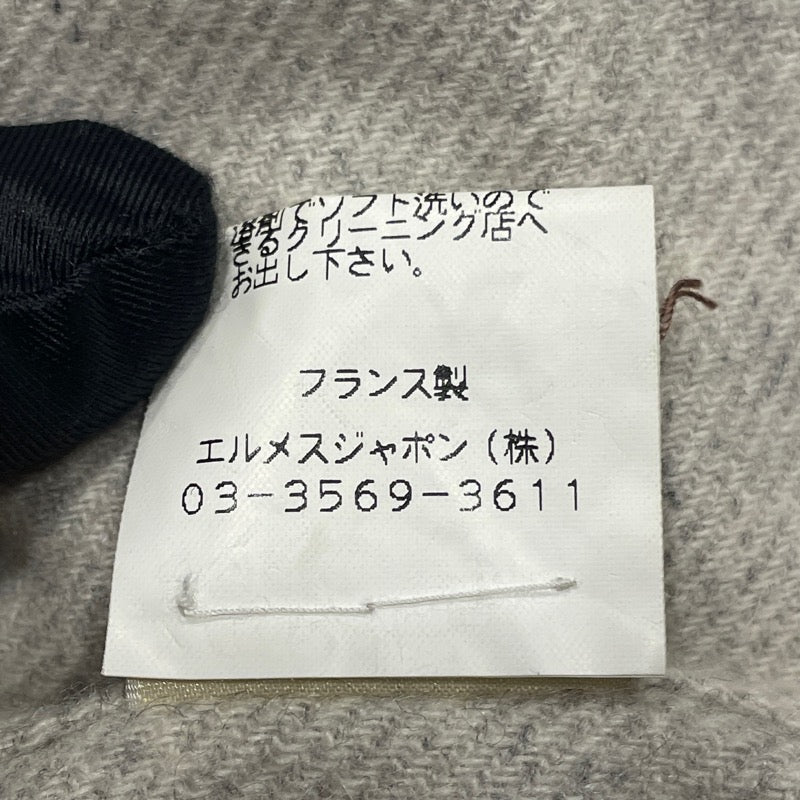 溶剤でソフト洗いので
きるクリーニング店へ
お出し下さい。
フランス製
エルメスジャポン(株)
03-3569-3611